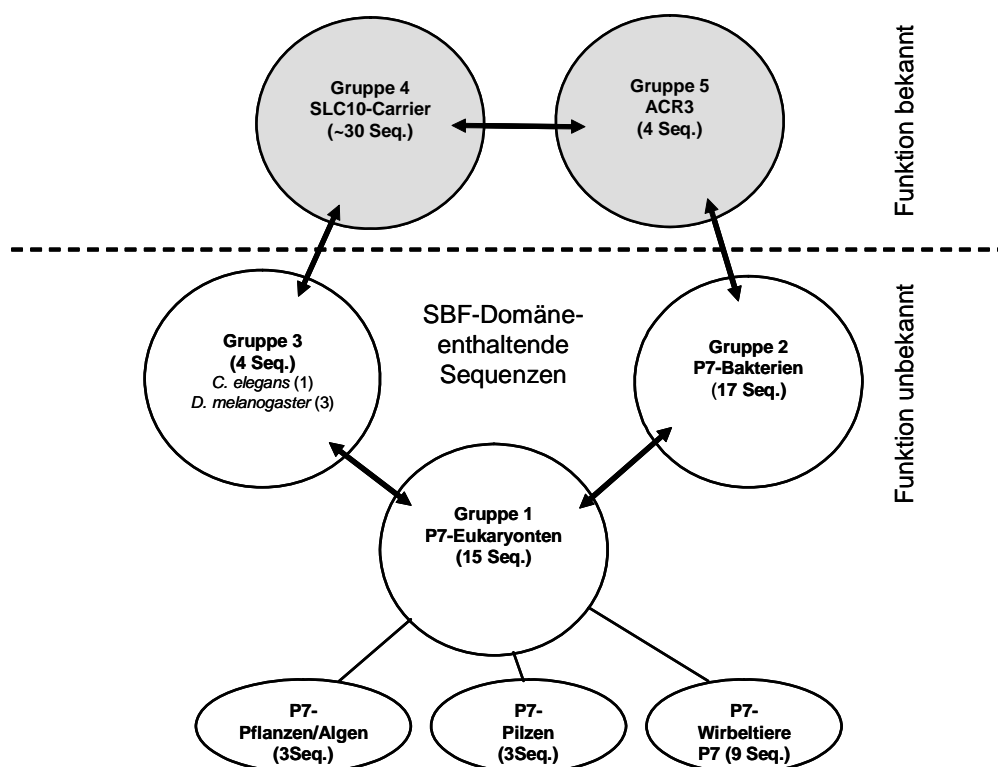 Gruppe 4
SLC10-Carrier
(~30 Seq.)
Gruppe 5
ACR3
(4 Seq.)
Funktion bekannt
SBF-Domäne-
enthaltende
Sequenzen
Gruppe 3
(4 Seq.)
C. elegans (1)
D. melanogaster (3)
Gruppe 2
P7-Bakterien
(17 Seq.)
Funktion unbekannt
Gruppe 1
P7-Eukaryonten
(15 Seq.)
P7-
Pflanzen/Algen
(3Seq.)
P7-
Pilzen
(3Seq.)
P7-
Wirbeltiere
P7 (9 Seq.)